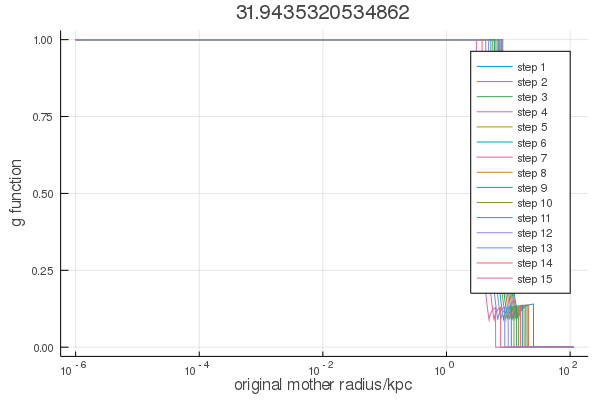 31.9435320534862
1.00
0.75
0.50
0.25
0.00
g function
step 1
step 2
step 3
step 4
step 5
step 6
step 7
step 8
step 9
step 10
step 11
step 12
step 13
step 14
step 15
10^-6 10^-4 10^-2 10^0 10^2
original mother radius/kpc